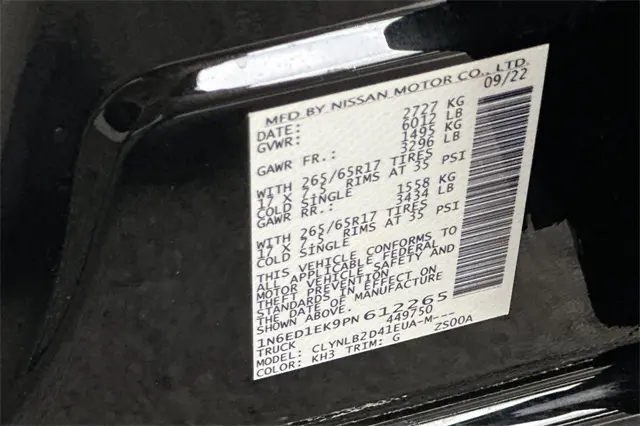 MFD BY NISSAN MOTOR CO., LTD.
DATE: 09/22
GVWR: 2727 KG
6012 LB
GAWR FR.: 1495 KG
3296 LB
WITH 265/65R17 TIRES
17 X 7.5 RIMS AT 35 PSI
COLD SINGLE
GAWR RR.: 1558 KG
3434 LB
WITH 265/65R17 TIRES
17 X 7.5 RIMS AT 35 PSI
COLD SINGLE
THIS VEHICLE CONFORMS TO
ALL APPLICABLE FEDERAL
MOTOR VEHICLE SAFETY AND
THEFT PREVENTION
STANDARDS IN EFFECT ON
THE DATE OF MANUFACTURE
SHOWN ABOVE.
1N6ED1EK9PN612265
TRUCK 449750
MODEL: CLYNLB2D41EUA-M----
COLOR: KH3 TRIM: G ZS00A